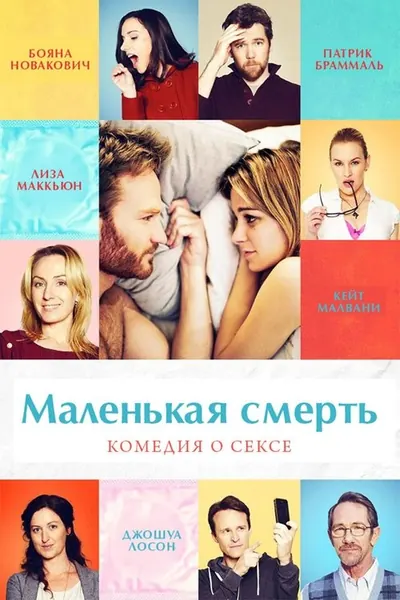 БОЯНА
НОВАКОВИЧ
ПАТРИК
БРАММАЛЬ
ЛИЗА
МАККЬЮН
КЕЙТ
МАЛВАНИ
Маленькая смерть
КОМЕДИЯ О СЕКСЕ
ДЖОШУА
ЛОСОН